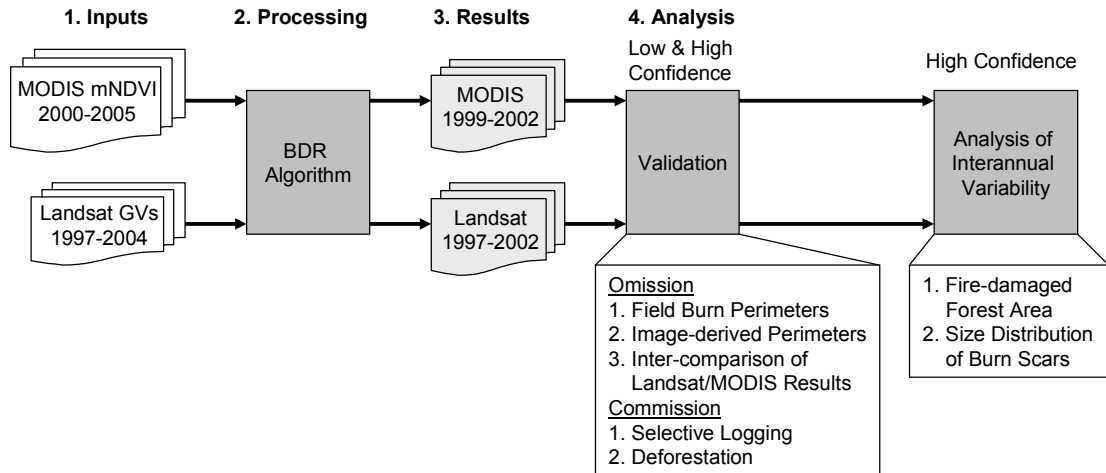 1. Inputs
2. Processing
3. Results
4. Analysis
Low & High
Confidence
High Confidence
MODIS mNDVI
2000-2005
Landsat GVs
1997-2004
BDR
Algorithm
MODIS
1999-2002
Landsat
1997-2002
Validation
Analysis of
Interannual
Variability
Omission
1. Field Burn Perimeters
2. Image-derived Perimeters
3. Inter-comparison of
Landsat/MODIS Results
Commission
1. Selective Logging
2. Deforestation
1. Fire-damaged
Forest Area
2. Size Distribution
of Burn Scars